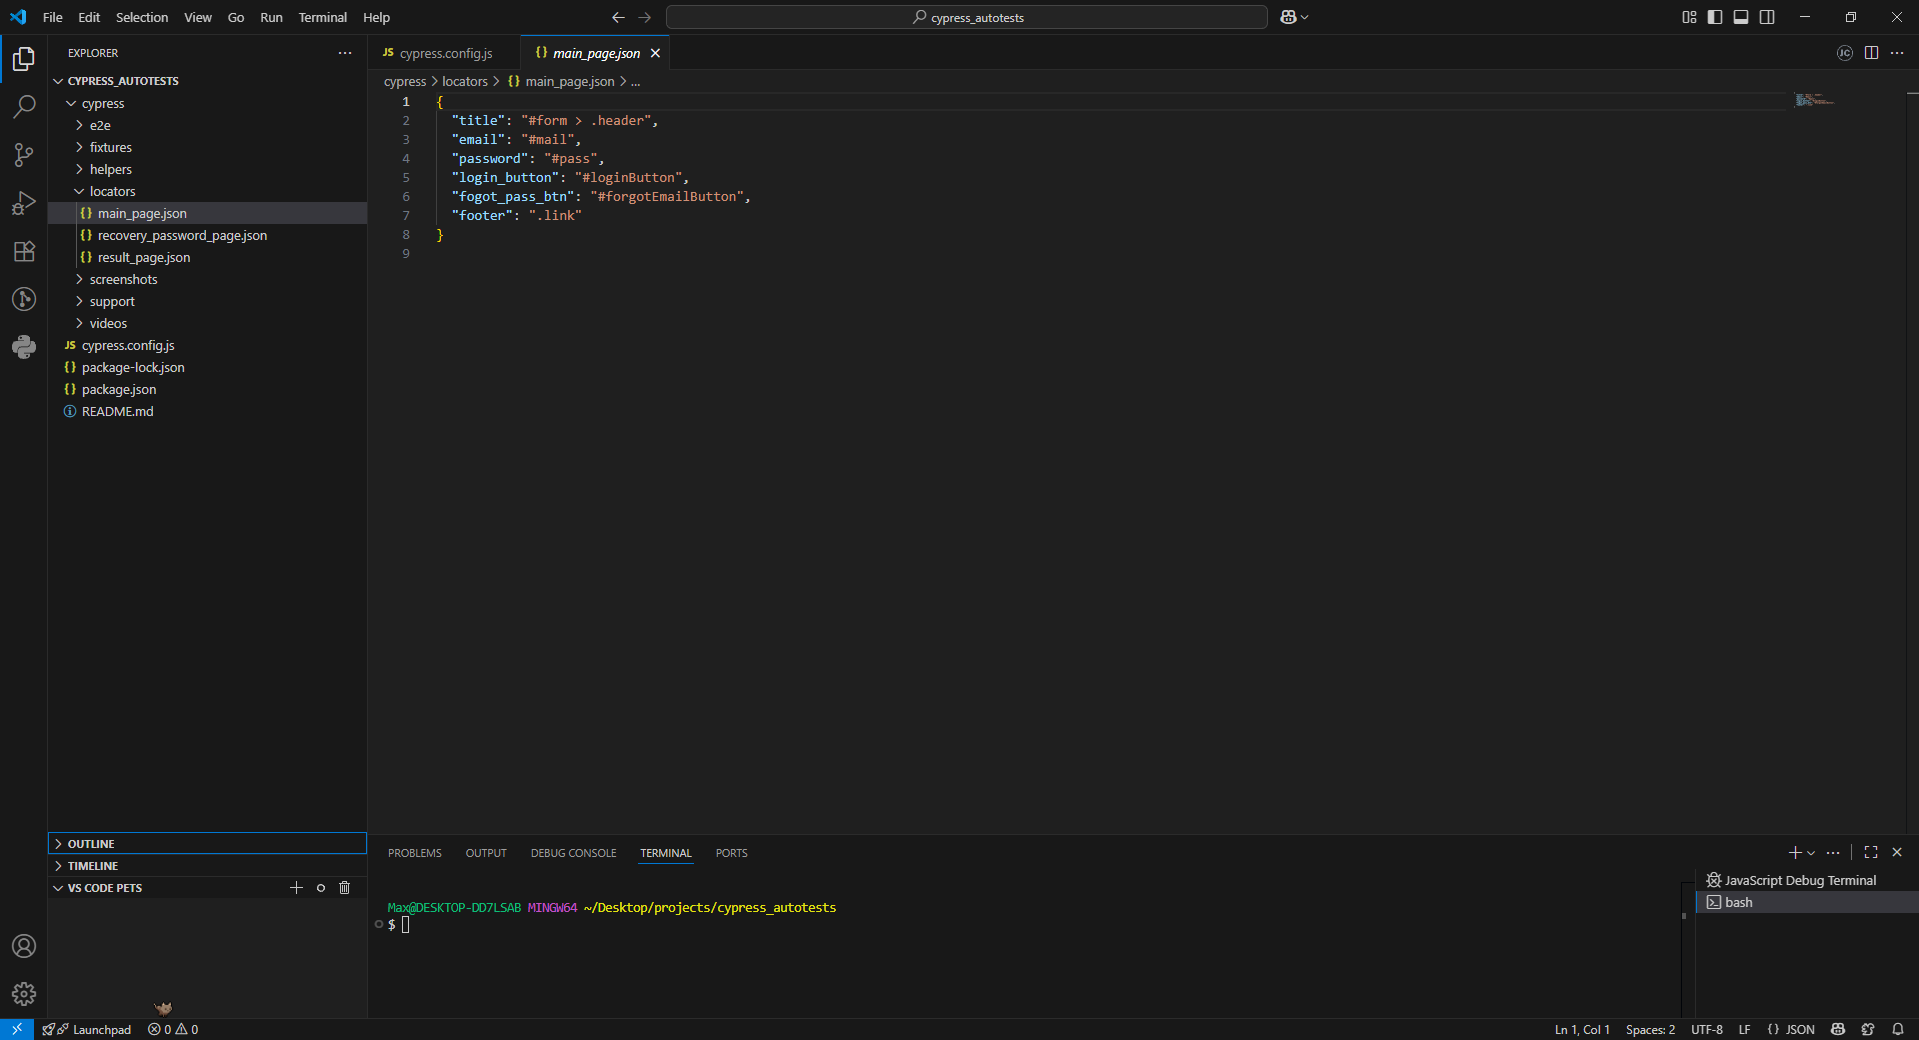 File Edit Selection View Go Run Terminal Help
cypress_autotests
EXPLORER
CYPRESS_AUTOTESTS
cypress
e2e
fixtures
helpers
locators
{} main_page.json
{} recovery_password_page.json
{} result_page.json
screenshots
support
videos
JS cypress.config.js
{} package-lock.json
{} package.json
README.md
OUTLINE
TIMELINE
VS CODE PETS
JS cypress.config.js
{} main_page.json
JC
cypress > locators > {} main_page.json > ...
1 {
2 "title": "#form > .header",
3 "email": "#mail",
4 "password": "#pass",
5 "login_button": "#loginButton",
6 "fogot_pass_btn": "#forgotEmailButton",
7 "footer": ".link"
8 }
9
PROBLEMS OUTPUT DEBUG CONSOLE TERMINAL PORTS
Max@DESKTOP-DD7LSAB MINGW64 ~/Desktop/projects/cypress_autotests
$
JavaScript Debug Terminal
bash
Launchpad 0 0
Ln 1, Col 1 Spaces: 2 UTF-8 LF {} JSON